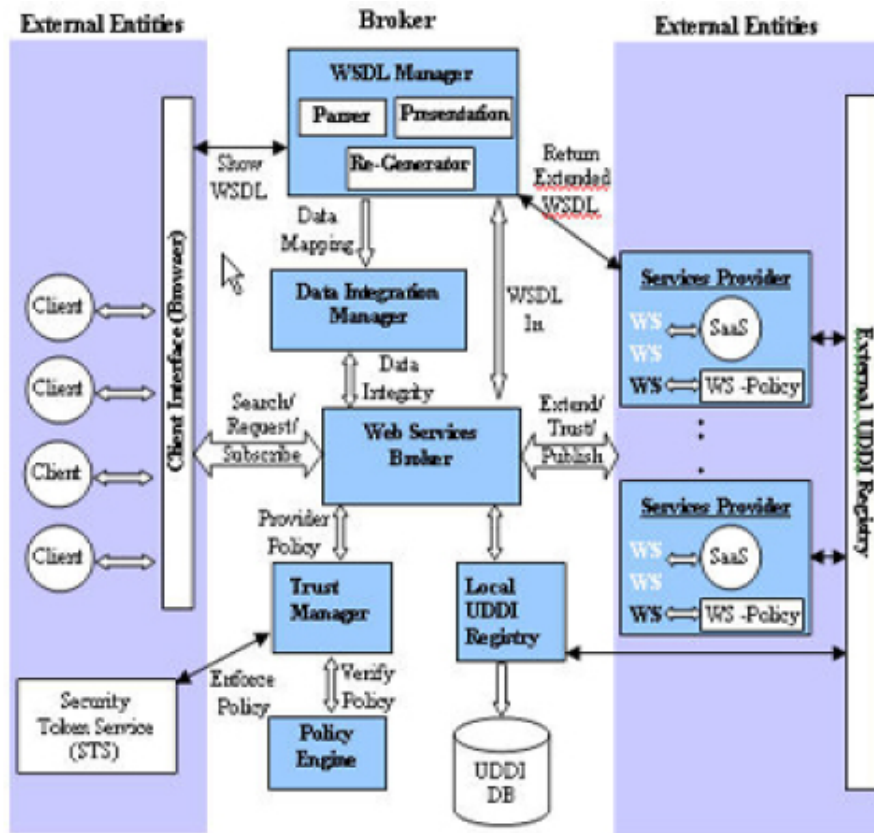 External Entities
Broker
External Entities
WSDL Manager
Parser
Presentation
Re-Generator
Show
WSDL
Return
Extended
WSDL
Data
Mapping
WSDL
In
Client Interface (Browser)
Client
Client
Client
Client
Data Integration
Manager
Data
Integrity
Services Provider
WS
SaaS
WS
WS
WS -Policy
External UDDI Registry
Search/
Request/
Subscribe
Web Services
Broker
Extend/
Trust/
Publish
Services Provider
WS
SaaS
WS
WS
WS -Policy
Provider
Policy
Trust
Manager
Local
UDDI
Registry
Enforce
Policy
Verify
Policy
Security
Token Service
(STS)
Policy
Engine
UDDI
DB